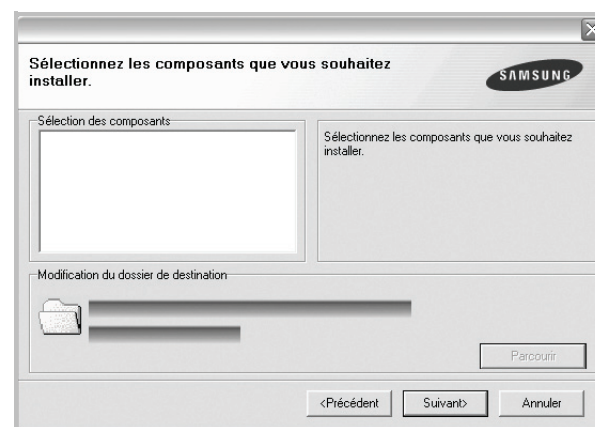 Sélectionnez les composants que vous souhaitez
installer.
SAMSUNG
Sélection des composants
Sélectionnez les composants que vous souhaitez
installer.
Modification du dossier de destination
Parcourir
<Précédent
Suivant>
Annuler